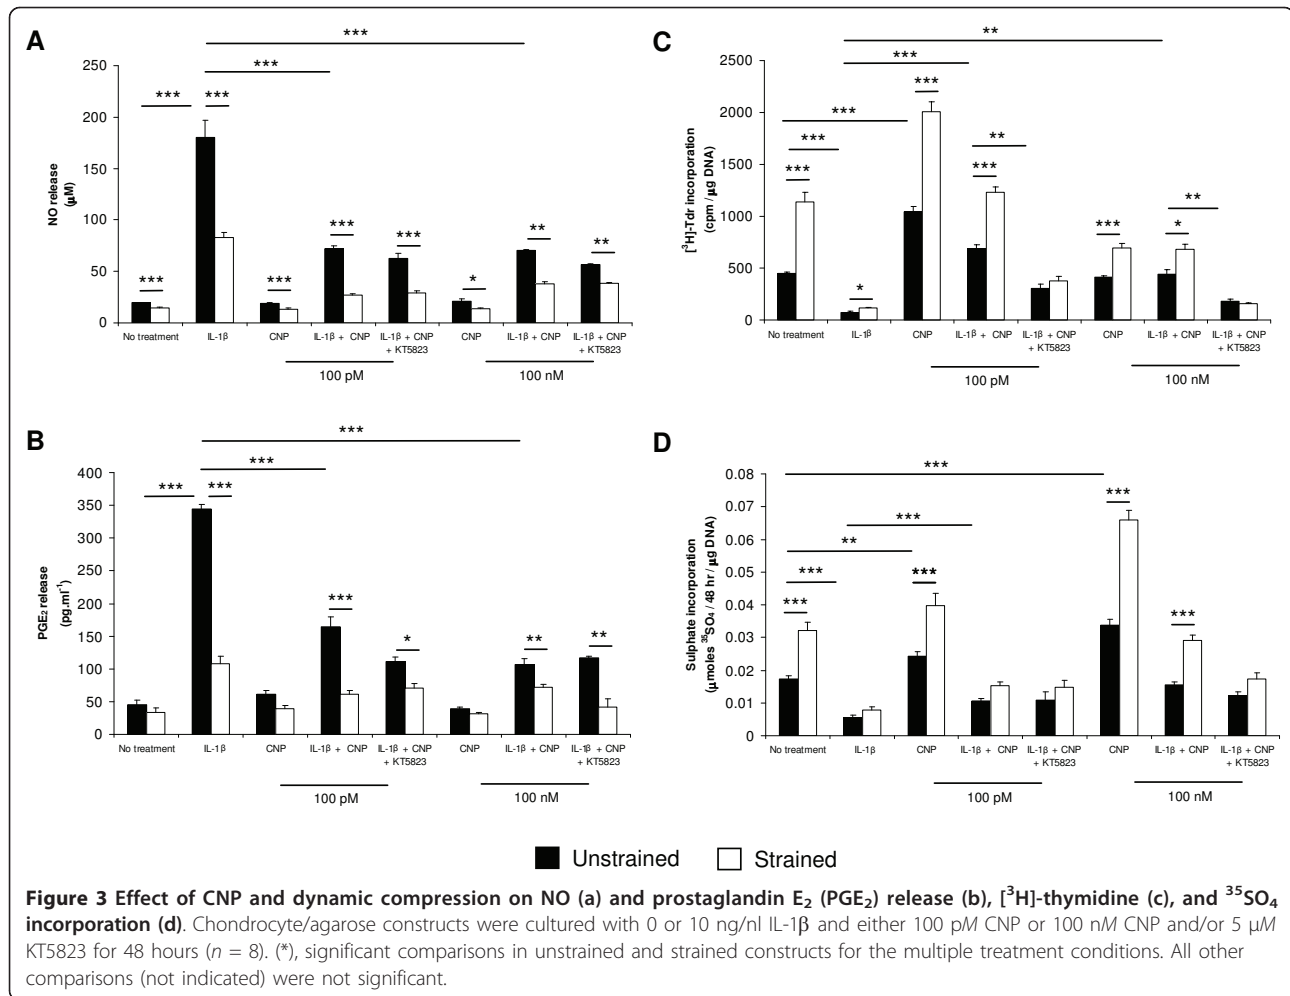 A
***
***
***
***
250
200
150
100
50
0
NO release
(µM)
***
***
***
***
*
**
**
No treatment
IL-1β
CNP
IL-1β + CNP
IL-1β + CNP
+ KT5823
CNP
IL-1β + CNP
IL-1β + CNP
+ KT5823
100 pM
100 nM
B
***
***
***
***
400
350
300
250
200
150
100
50
0
PGE2 release
(pg.ml-1)
***
*
**
**
No treatment
IL-1β
CNP
IL-1β + CNP
IL-1β + CNP
+ KT5823
CNP
IL-1β + CNP
IL-1β + CNP
+ KT5823
100 pM
100 nM
C
**
***
***
***
***
2500
2000
1500
1000
500
0
[3H]-Tdr incorporation
(cpm / µg DNA)
***
*
**
***
***
**
*
No treatment
IL-1β
CNP
IL-1β + CNP
IL-1β + CNP
+ KT5823
CNP
IL-1β + CNP
IL-1β + CNP
+ KT5823
100 pM
100 nM
D
***
***
***
**
***
0.08
0.07
0.06
0.05
0.04
0.03
0.02
0.01
0
Sulphate incorporation
(µmoles 35SO4 / 48 hr / µg DNA)
***
***
***
No treatment
IL-1β
CNP
IL-1β + CNP
IL-1β + CNP
+ KT5823
CNP
IL-1β + CNP
IL-1β + CNP
+ KT5823
100 pM
100 nM
Unstrained Strained
Figure 3 Effect of CNP and dynamic compression on NO (a) and prostaglandin E2 (PGE2) release (b), [3H]-thymidine (c), and 35SO4
incorporation (d). Chondrocyte/agarose constructs were cultured with 0 or 10 ng/nl IL-1β and either 100 pM CNP or 100 nM CNP and/or 5 µM
KT5823 for 48 hours (n = 8). (*), significant comparisons in unstrained and strained constructs for the multiple treatment conditions. All other
comparisons (not indicated) were not significant.